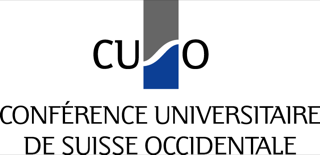 CUSO
CONFÉRENCE UNIVERSITAIRE
DE SUISSE OCCIDENTALE